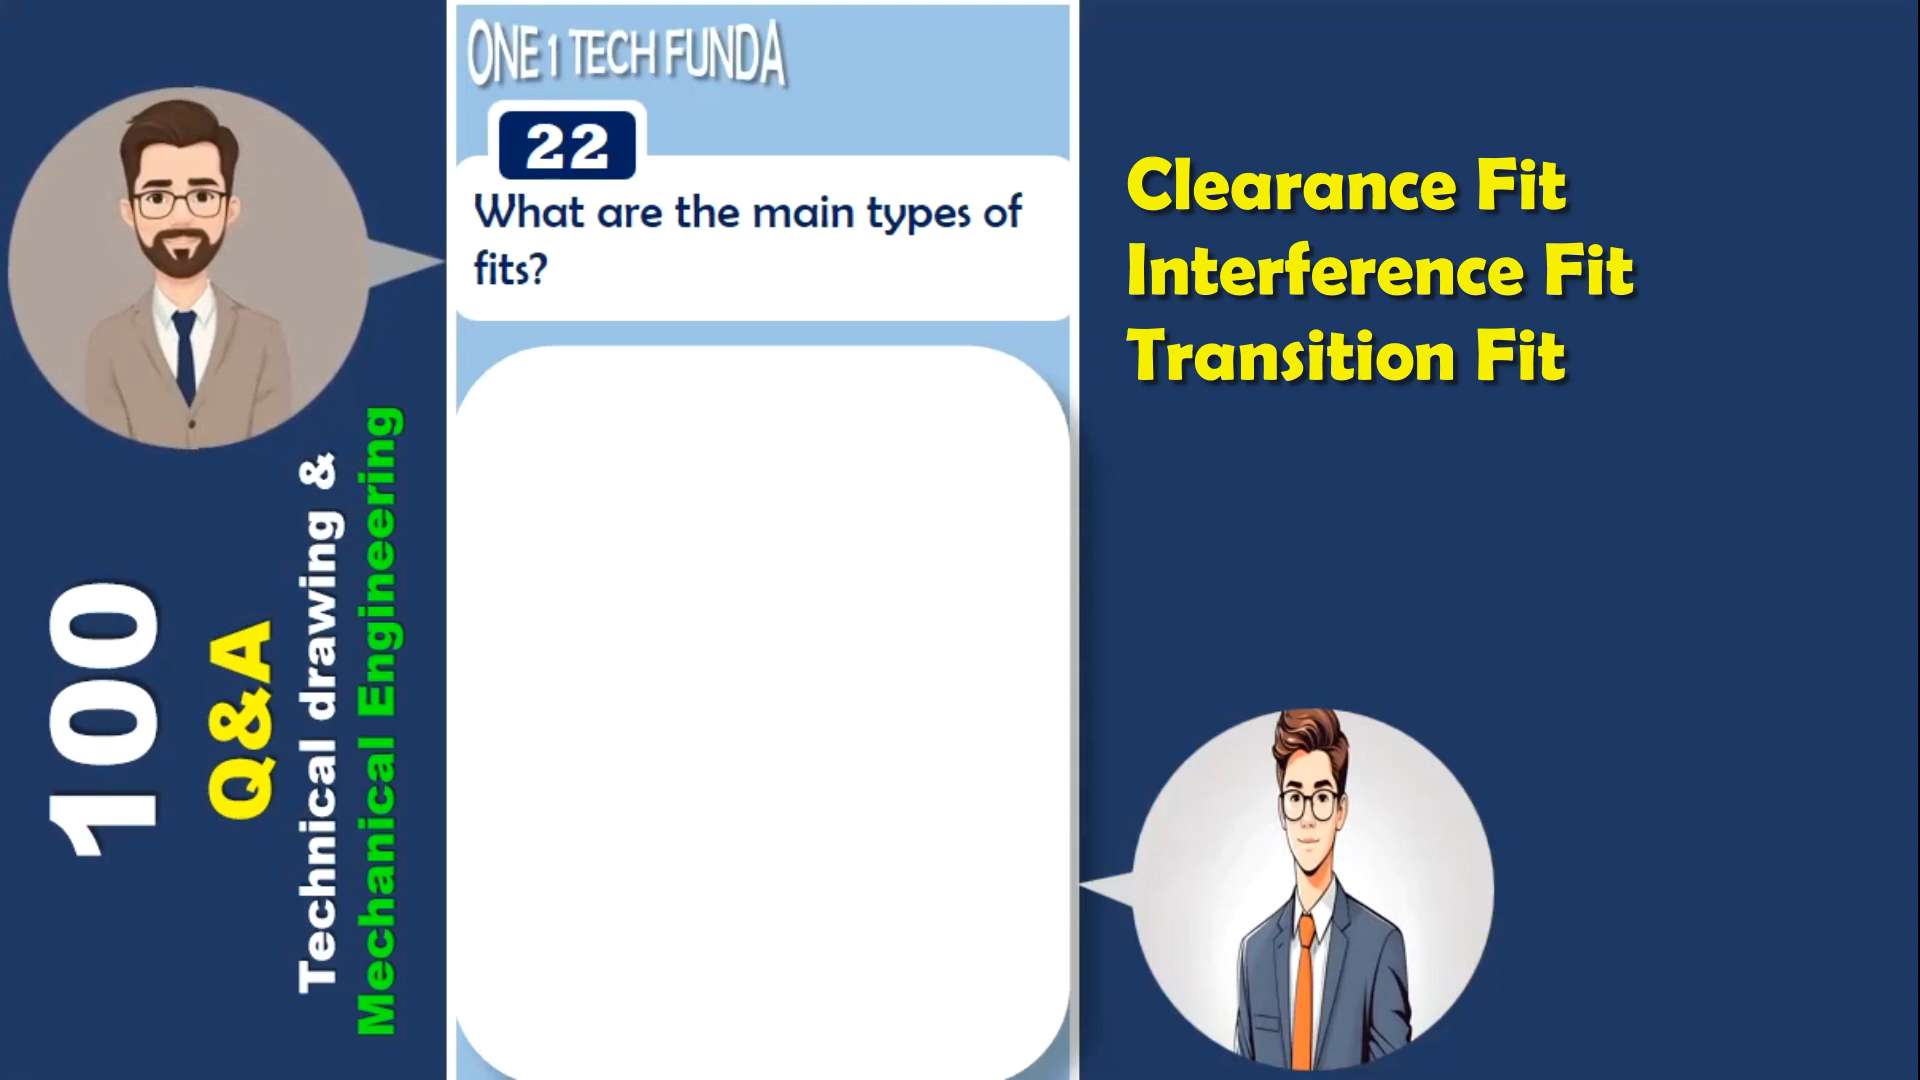 ONE 1 TECH FUNDA
22
What are the main types of
fits?
Clearance Fit
Interference Fit
Transition Fit
100
Q&A
Technical drawing &
Mechanical Engineering